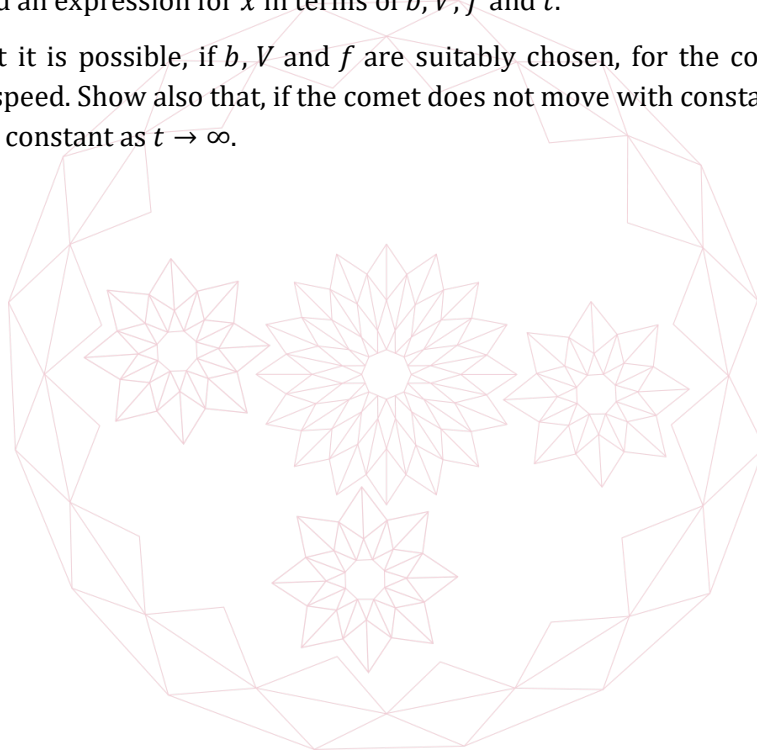 an expression for x in terms of b, V, f and t.
t it is possible, if b, V and f are suitably chosen, for the co
speed. Show also that, if the comet does not move with consta
constant as t → ∞.